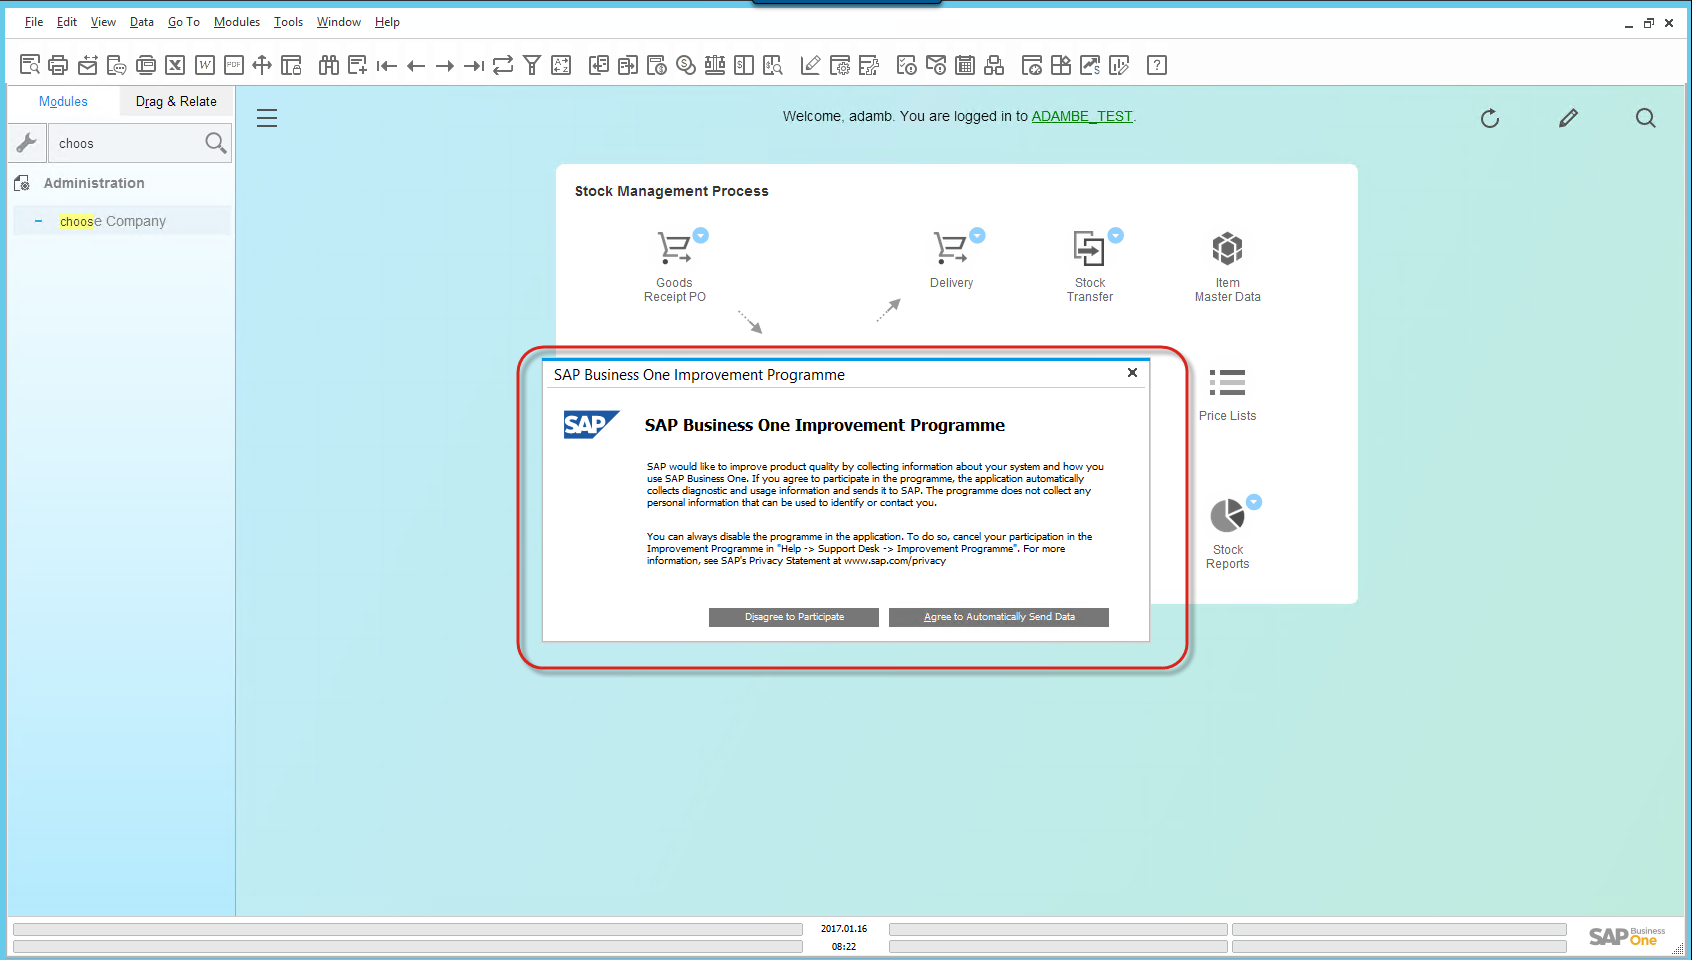 File Edit View Data Go To Modules Tools Window Help
Modules Drag & Relate
choos
Administration
choose Company
Welcome, adamb. You are logged in to ADAMBE_TEST.
Stock Management Process
Goods
Receipt PO
Delivery
Stock
Transfer
Item
Master Data
Price Lists
Stock
Reports
SAP Business One Improvement Programme
SAP
SAP Business One Improvement Programme
SAP would like to improve product quality by collecting information about your system and how you
use SAP Business One. If you agree to participate in the programme, the application automatically
collects diagnostic and usage information and sends it to SAP. The programme does not collect any
personal information that can be used to identify or contact you.
You can always disable the programme in the application. To do so, cancel your participation in the
Improvement Programme in "Help -> Support Desk -> Improvement Programme". For more
information, see SAP's Privacy Statement at www.sap.com/privacy
Disagree to Participate Agree to Automatically Send Data
2017.01.16
08:22
SAP Business
One